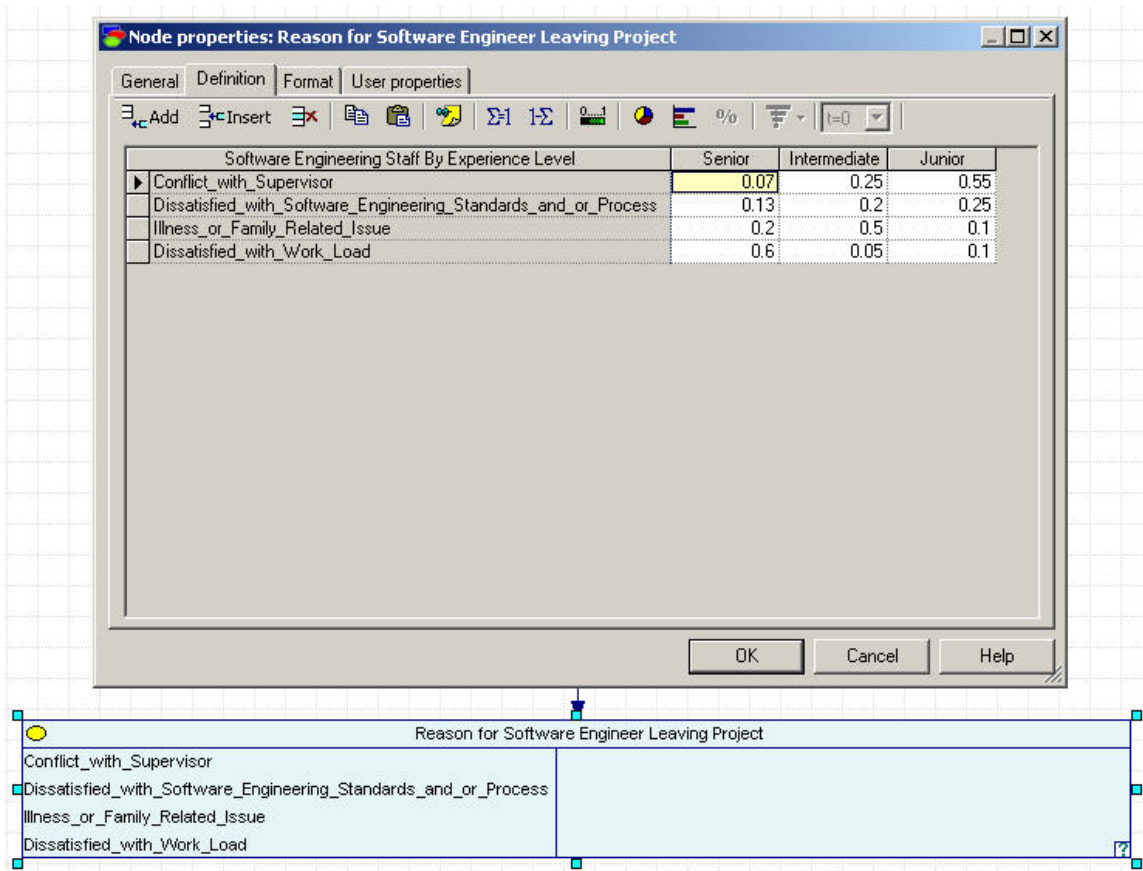 Node properties: Reason for Software Engineer Leaving Project
General Definition Format User properties
Add Insert Σ=1 1-Σ % t=0
Software Engineering Staff By Experience Level Senior Intermediate Junior
Conflict_with_Supervisor 0.07 0.25 0.55
Dissatisfied_with_Software_Engineering_Standards_and_or_Process 0.13 0.2 0.25
Illness_or_Family_Related_Issue 0.2 0.5 0.1
Dissatisfied_with_Work_Load 0.6 0.05 0.1
OK Cancel Help
Reason for Software Engineer Leaving Project
Conflict_with_Supervisor
Dissatisfied_with_Software_Engineering_Standards_and_or_Process
Illness_or_Family_Related_Issue
Dissatisfied_with_Work_Load
?